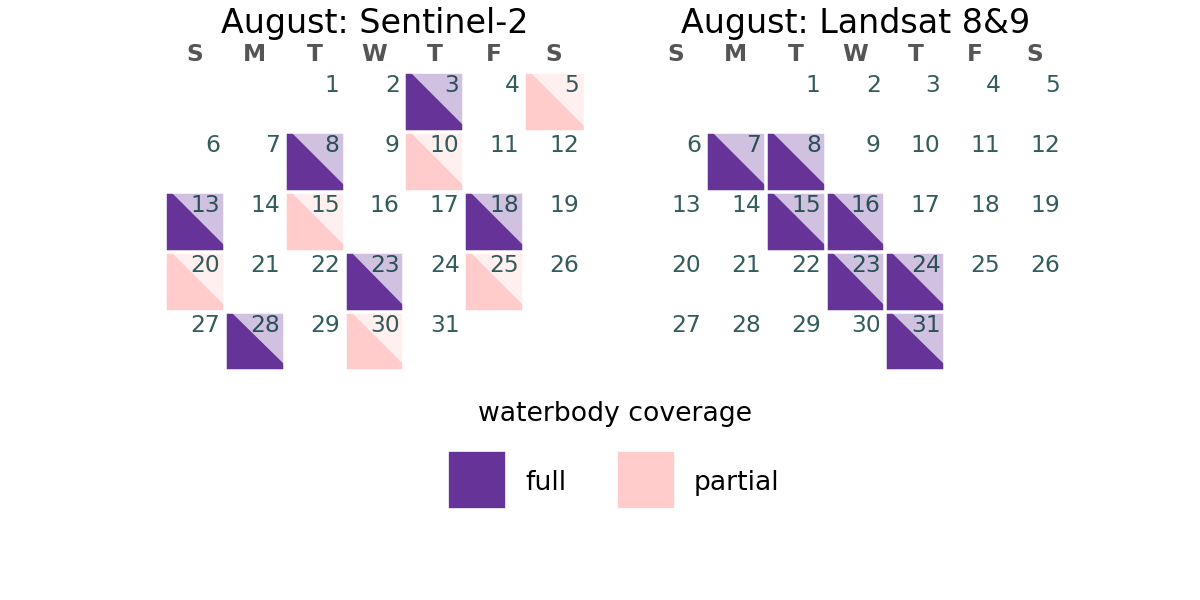 August: Sentinel-2
S M T W T F S
1 2 3 4 5
6 7 8 9 10 11 12
13 14 15 16 17 18 19
20 21 22 23 24 25 26
27 28 29 30 31
August: Landsat 8&9
S M T W T F S
1 2 3 4 5
6 7 8 9 10 11 12
13 14 15 16 17 18 19
20 21 22 23 24 25 26
27 28 29 30 31
waterbody coverage
full
partial